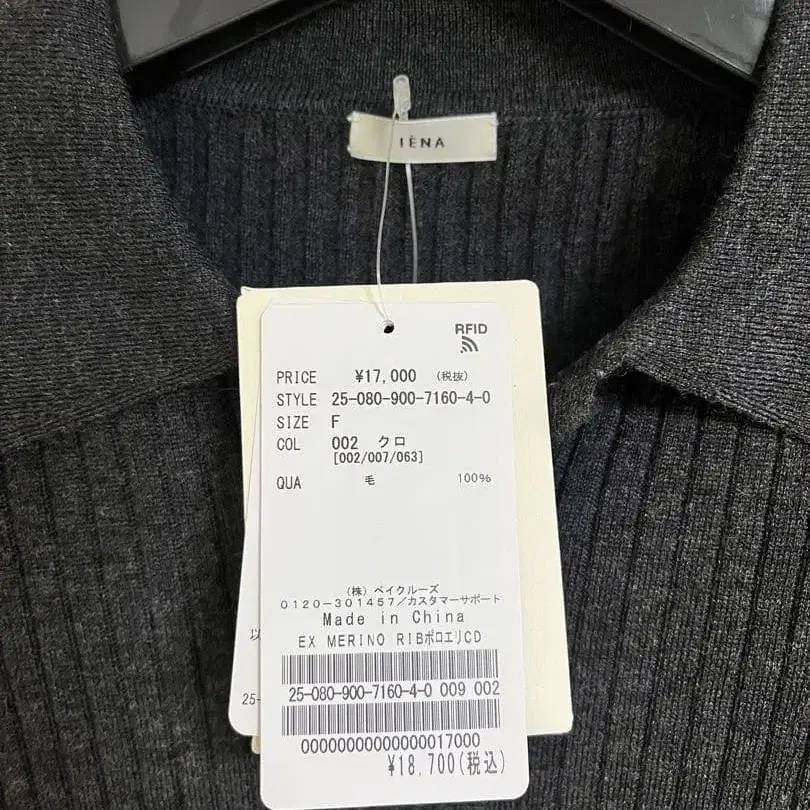 IÉNA
RFID
PRICE ¥17,000 (税抜)
STYLE 25-080-900-7160-4-0
SIZE F
COL 002 クロ
[002/007/063]
QUA 毛 100%
(株) ベイクルーズ
0120-301457/カスタマーサポート
Made in China
EX MERINO RIBポロエリCD
25-080-900-7160-4-0 009 002
00000000000000017000
¥18,700(税込)
以
25-